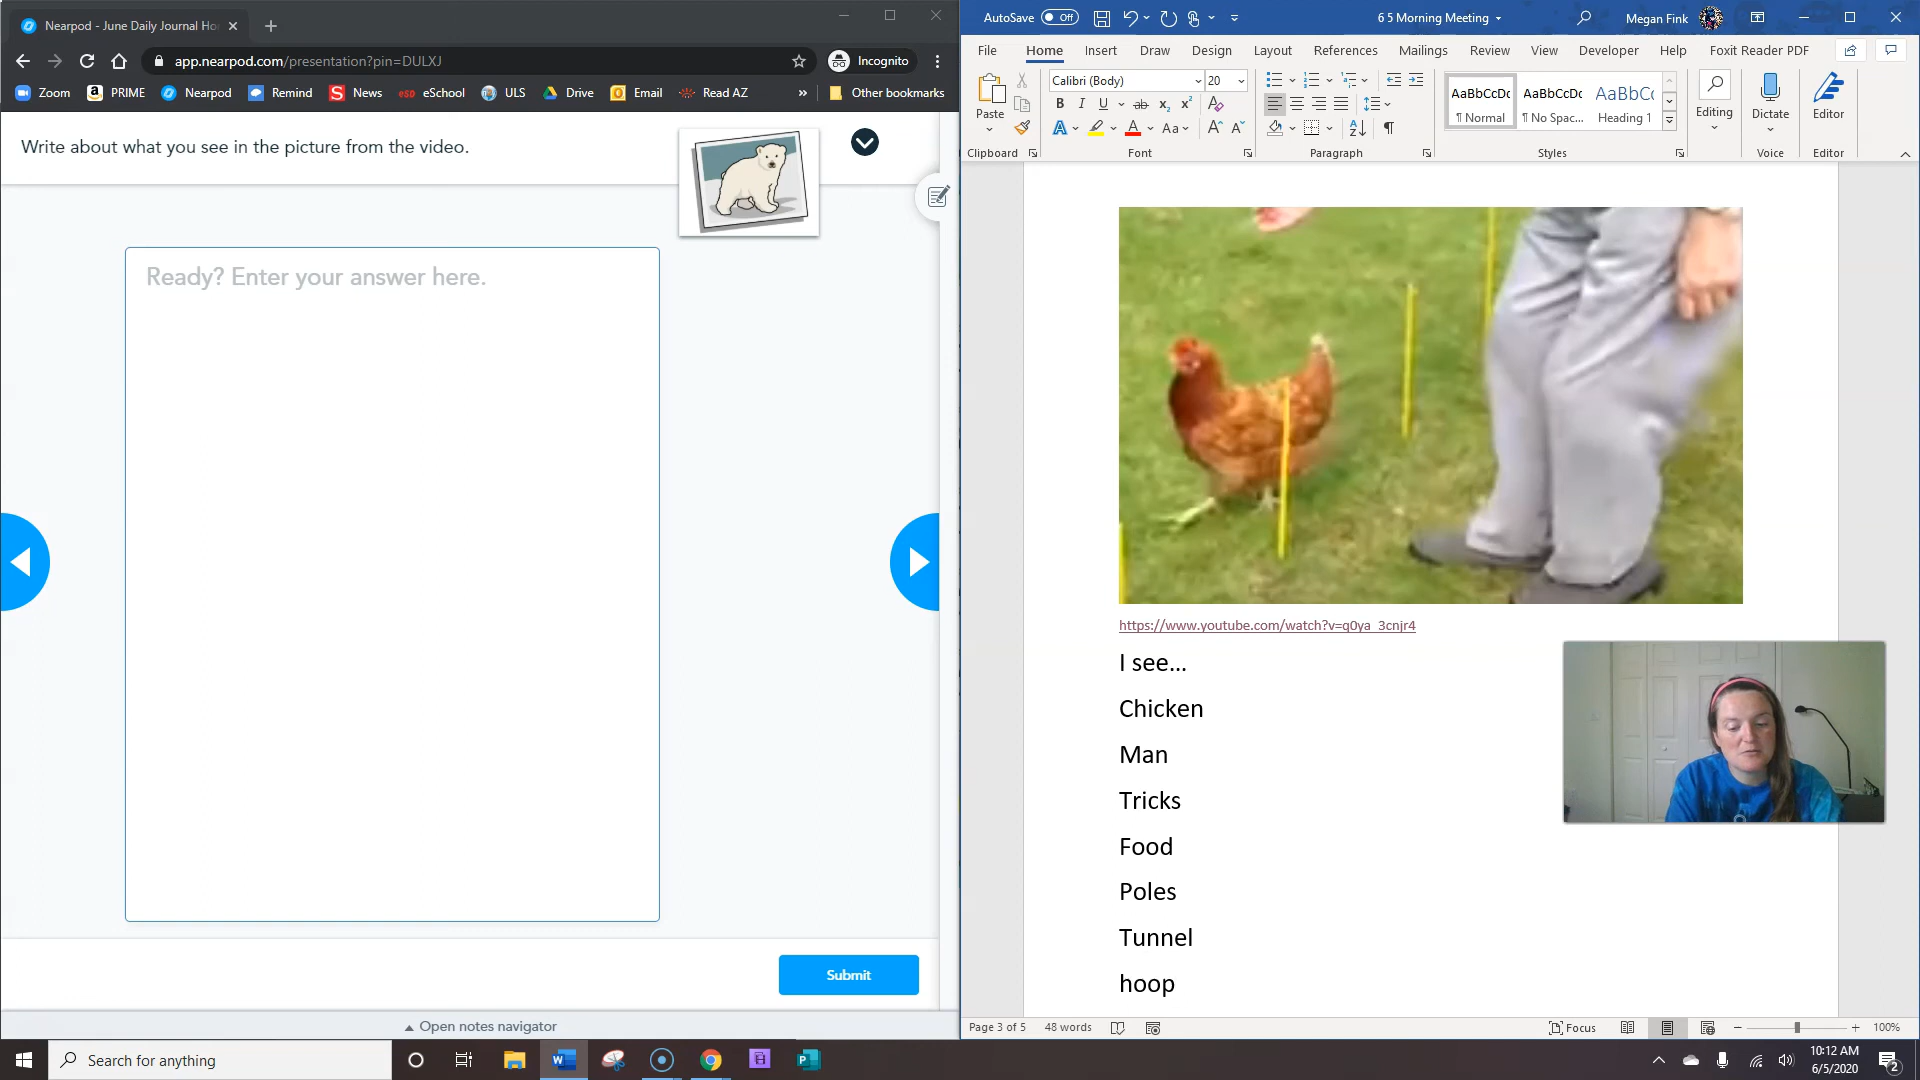 Nearpod - June Daily Journal Ho
app.nearpod.com/presentation?pin=DULXJ
Incognito
Zoom PRIME Nearpod Remind News eSchool ULS Drive Email Read AZ » Other bookmarks
Write about what you see in the picture from the video.
Ready? Enter your answer here.
Submit
Open notes navigator
AutoSave Off 6 5 Morning Meeting Megan Fink
File Home Insert Draw Design Layout References Mailings Review View Developer Help Foxit Reader PDF
Calibri (Body) 20
AaBbCcDc AaBbCcDc AaBbCc
Paste ¶ Normal ¶ No Spac... Heading 1 Editing Dictate Editor
Clipboard Font Paragraph Styles Voice Editor
https://www.youtube.com/watch?v=q0ya_3cnjr4
I see...
Chicken
Man
Tricks
Food
Poles
Tunnel
hoop
Page 3 of 5 48 words Focus 100%
Search for anything
10:12 AM
6/5/2020
2